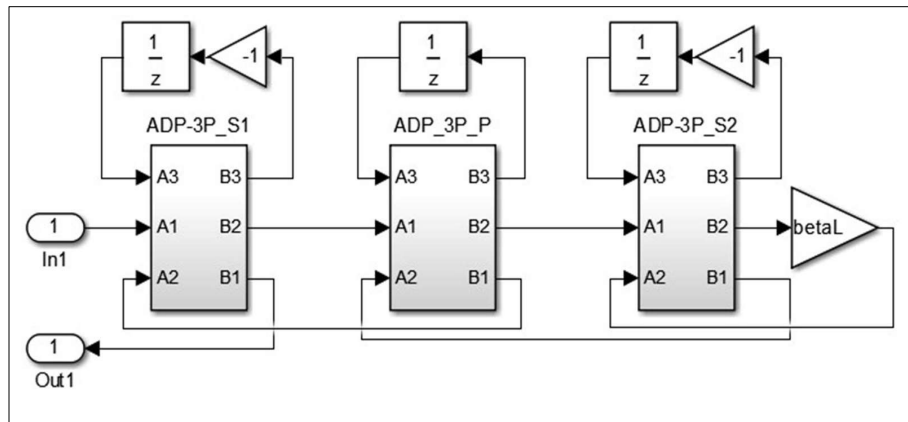 1
z
-1
1
z
1
z
-1
ADP-3P_S1
ADP_3P_P
ADP-3P_S2
A3 B3
A3 B3
A3 B3
1
A1 B2
A1 B2
A1 B2
betaL
In1
A2 B1
A2 B1
A2 B1
1
Out1